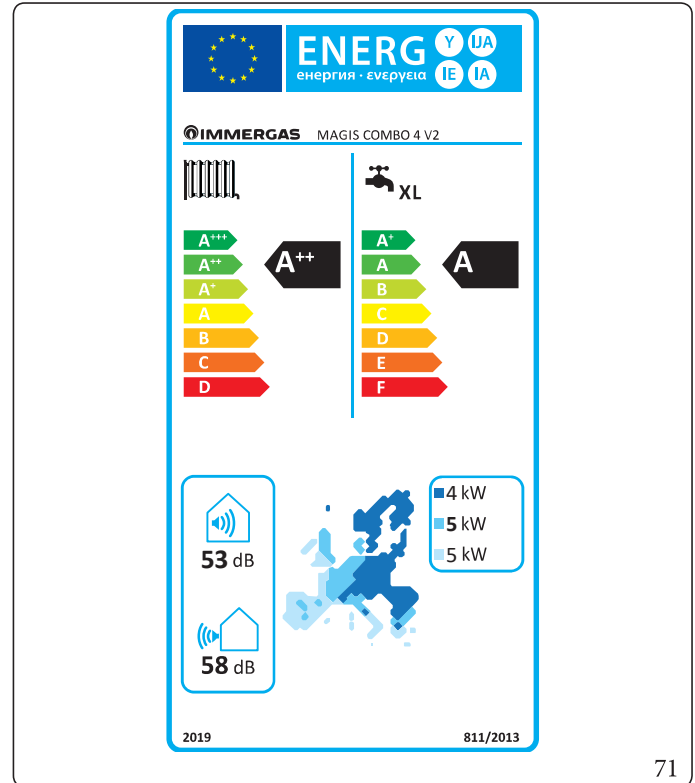 ENERG Y IJA
енергия · ενεργεια IE IA
IMMERGAS MAGIS COMBO 4 V2
XL
A+++
A++
A+
A
B
C
D
A++
A+
A
B
C
D
E
F
A
53 dB
58 dB
4 kW
5 kW
5 kW
2019 811/2013
71